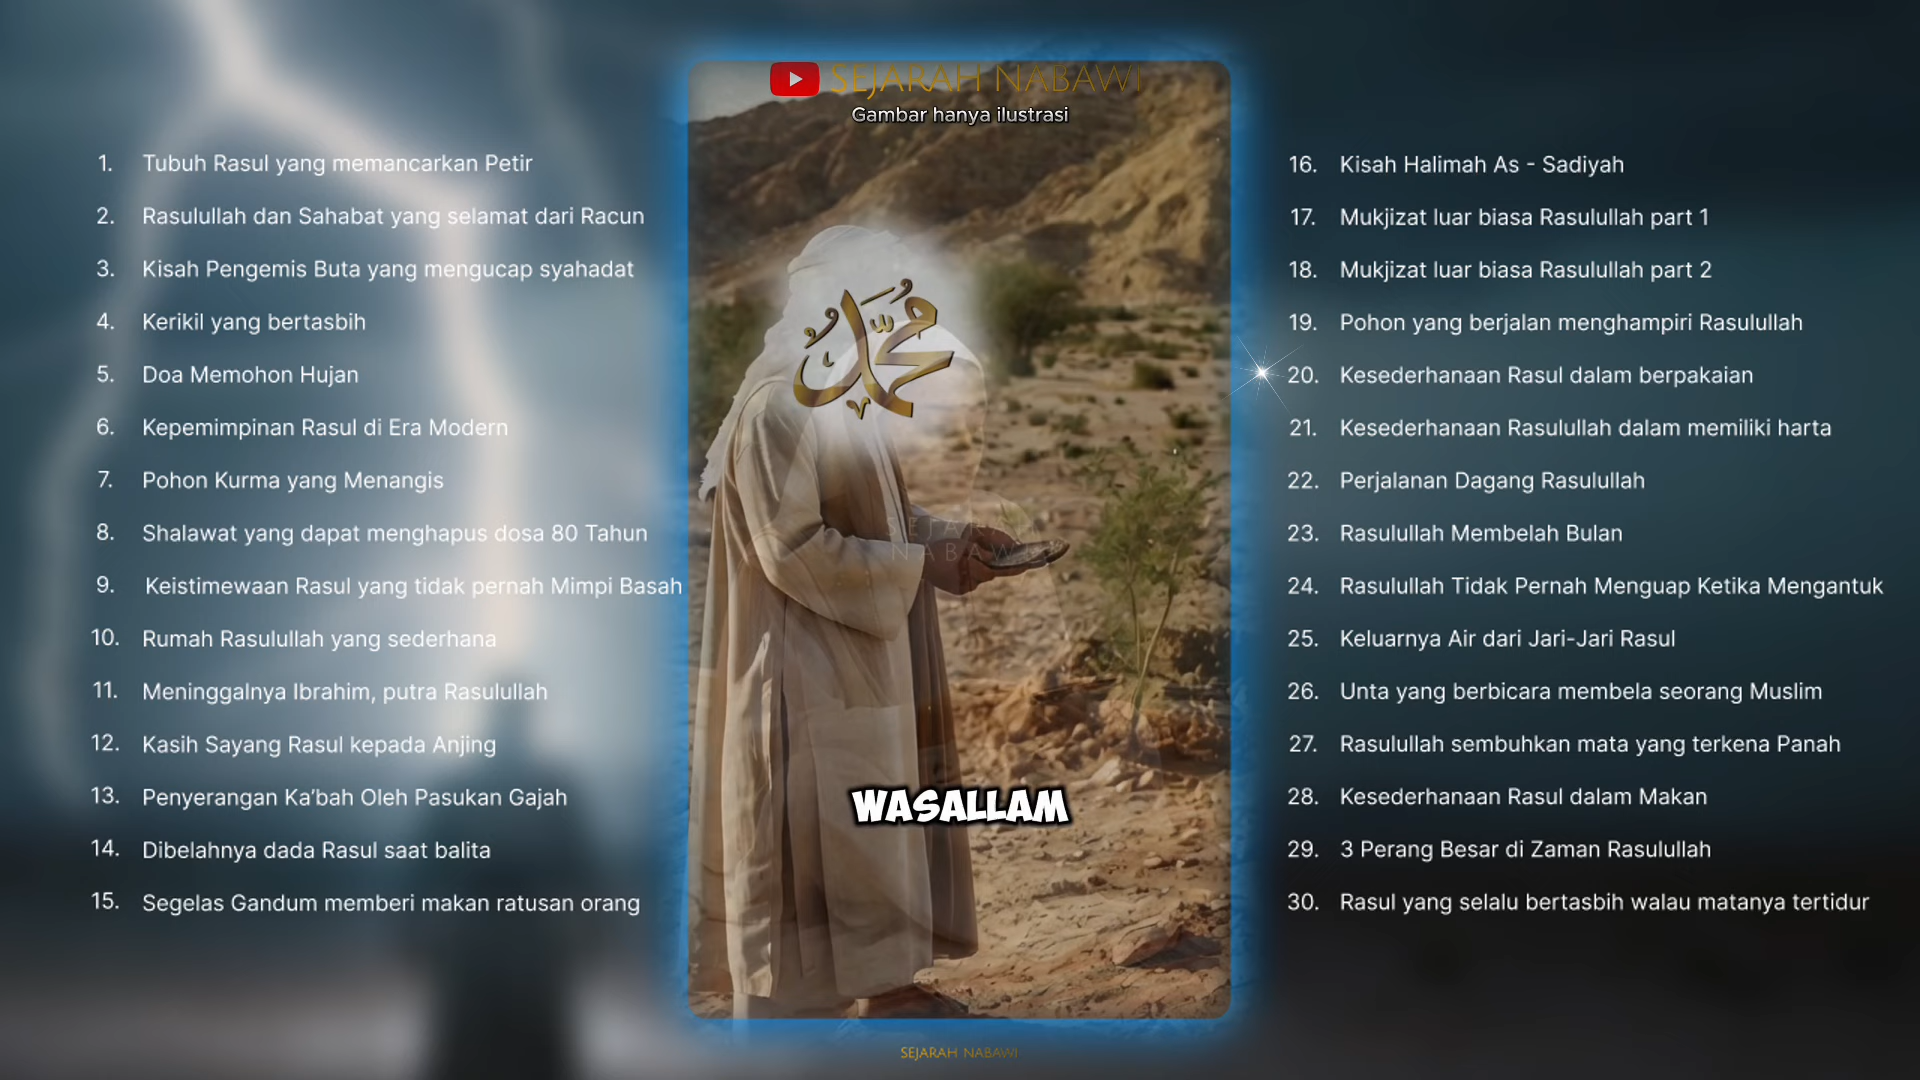 SEJARAH NABAWI
Gambar hanya ilustrasi
1. Tubuh Rasul yang memancarkan Petir
2. Rasulullah dan Sahabat yang selamat dari Racun
3. Kisah Pengemis Buta yang mengucap syahadat
4. Kerikil yang bertasbih
5. Doa Memohon Hujan
6. Kepemimpinan Rasul di Era Modern
7. Pohon Kurma yang Menangis
8. Shalawat yang dapat menghapus dosa 80 Tahun
9. Keistimewaan Rasul yang tidak pernah Mimpi Basah
10. Rumah Rasulullah yang sederhana
11. Meninggalnya Ibrahim, putra Rasulullah
12. Kasih Sayang Rasul kepada Anjing
13. Penyerangan Ka’bah Oleh Pasukan Gajah
14. Dibelahnya dada Rasul saat balita
15. Segelas Gandum memberi makan ratusan orang
محمد
SEJARAH
NABAWI
WASALLAM
16. Kisah Halimah As - Sadiyah
17. Mukjizat luar biasa Rasulullah part 1
18. Mukjizat luar biasa Rasulullah part 2
19. Pohon yang berjalan menghampiri Rasulullah
20. Kesederhanaan Rasul dalam berpakaian
21. Kesederhanaan Rasulullah dalam memiliki harta
22. Perjalanan Dagang Rasulullah
23. Rasulullah Membelah Bulan
24. Rasulullah Tidak Pernah Menguap Ketika Mengantuk
25. Keluarnya Air dari Jari-Jari Rasul
26. Unta yang berbicara membela seorang Muslim
27. Rasulullah sembuhkan mata yang terkena Panah
28. Kesederhanaan Rasul dalam Makan
29. 3 Perang Besar di Zaman Rasulullah
30. Rasul yang selalu bertasbih walau matanya tertidur
SEJARAH NABAWI